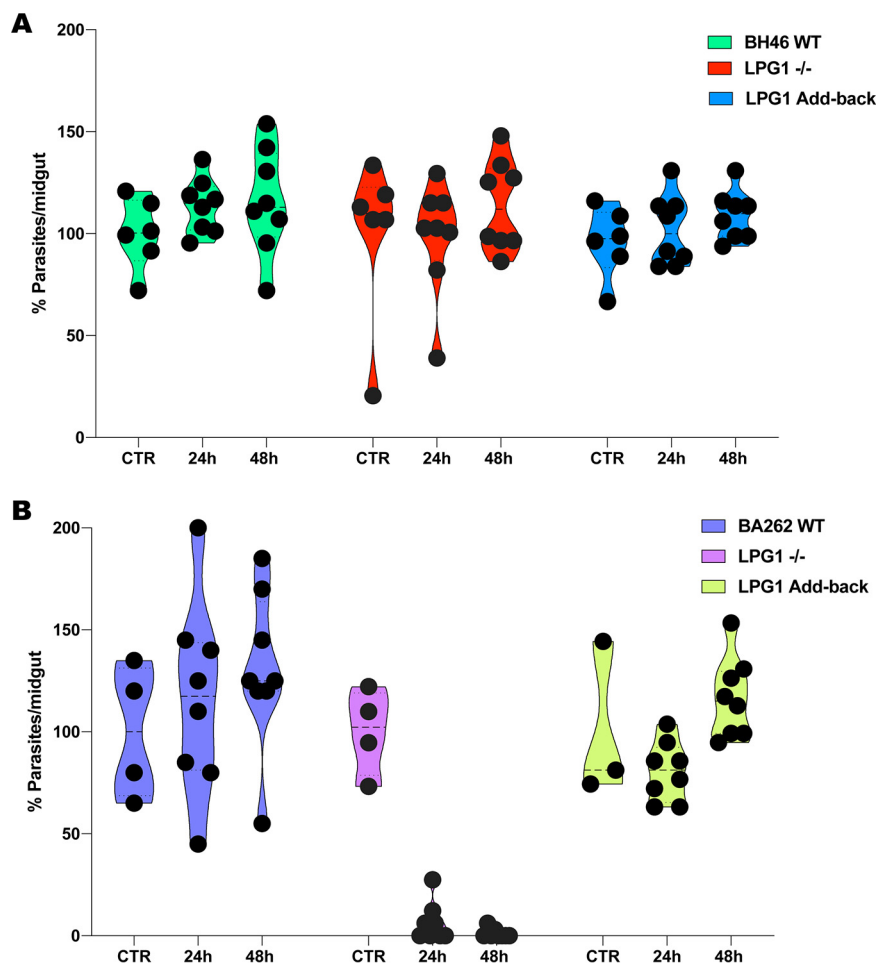 A
200
150
100
50
0
% Parasites/midgut
BH46 WT
LPG1 -/-
LPG1 Add-back
CTR 24h 48h CTR 24h 48h CTR 24h 48h
B
200
150
100
50
0
% Parasites/midgut
BA262 WT
LPG1 -/-
LPG1 Add-back
CTR 24h 48h CTR 24h 48h CTR 24h 48h